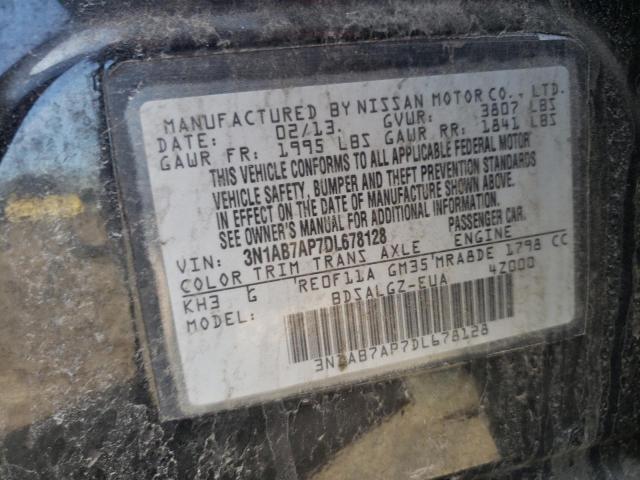 MANUFACTURED BY NISSAN MOTOR CO., LTD.
DATE: 02/13. GVWR: 3807 LBS
GAWR FR: 1995 LBS GAWR RR: 1841 LBS
THIS VEHICLE CONFORMS TO ALL APPLICABLE FEDERAL MOTOR
VEHICLE SAFETY, BUMPER AND THEFT PREVENTION STANDARDS
IN EFFECT ON THE DATE OF MANUFACTURE SHOWN ABOVE.
SEE OWNER'S MANUAL FOR ADDITIONAL INFORMATION.
VIN: 3N1AB7AP7DL678128 PASSENGER CAR.
COLOR TRIM TRANS AXLE ENGINE
KH3 G RE0F11A GM35 MRA8DE 1798 CC
MODEL: BDSALGZ-EUA 4Z000
3N1AB7AP7DL678128